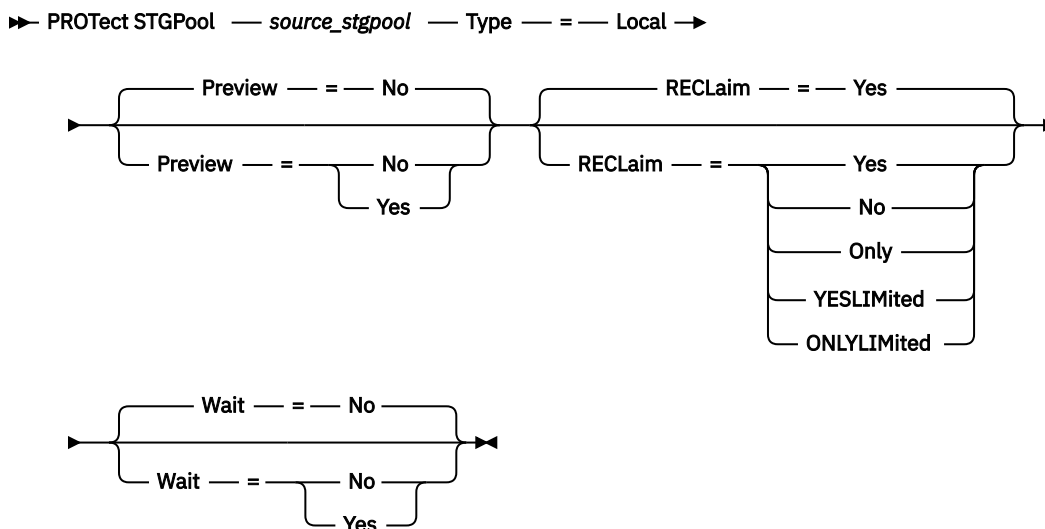 PROTect STGPool source_stgpool Type = Local
Preview = No RECLaim = Yes
Preview = No RECLaim = Yes
Yes No
Only
YESLIMited
ONLYLIMited
Wait = No
Wait = No
Yes